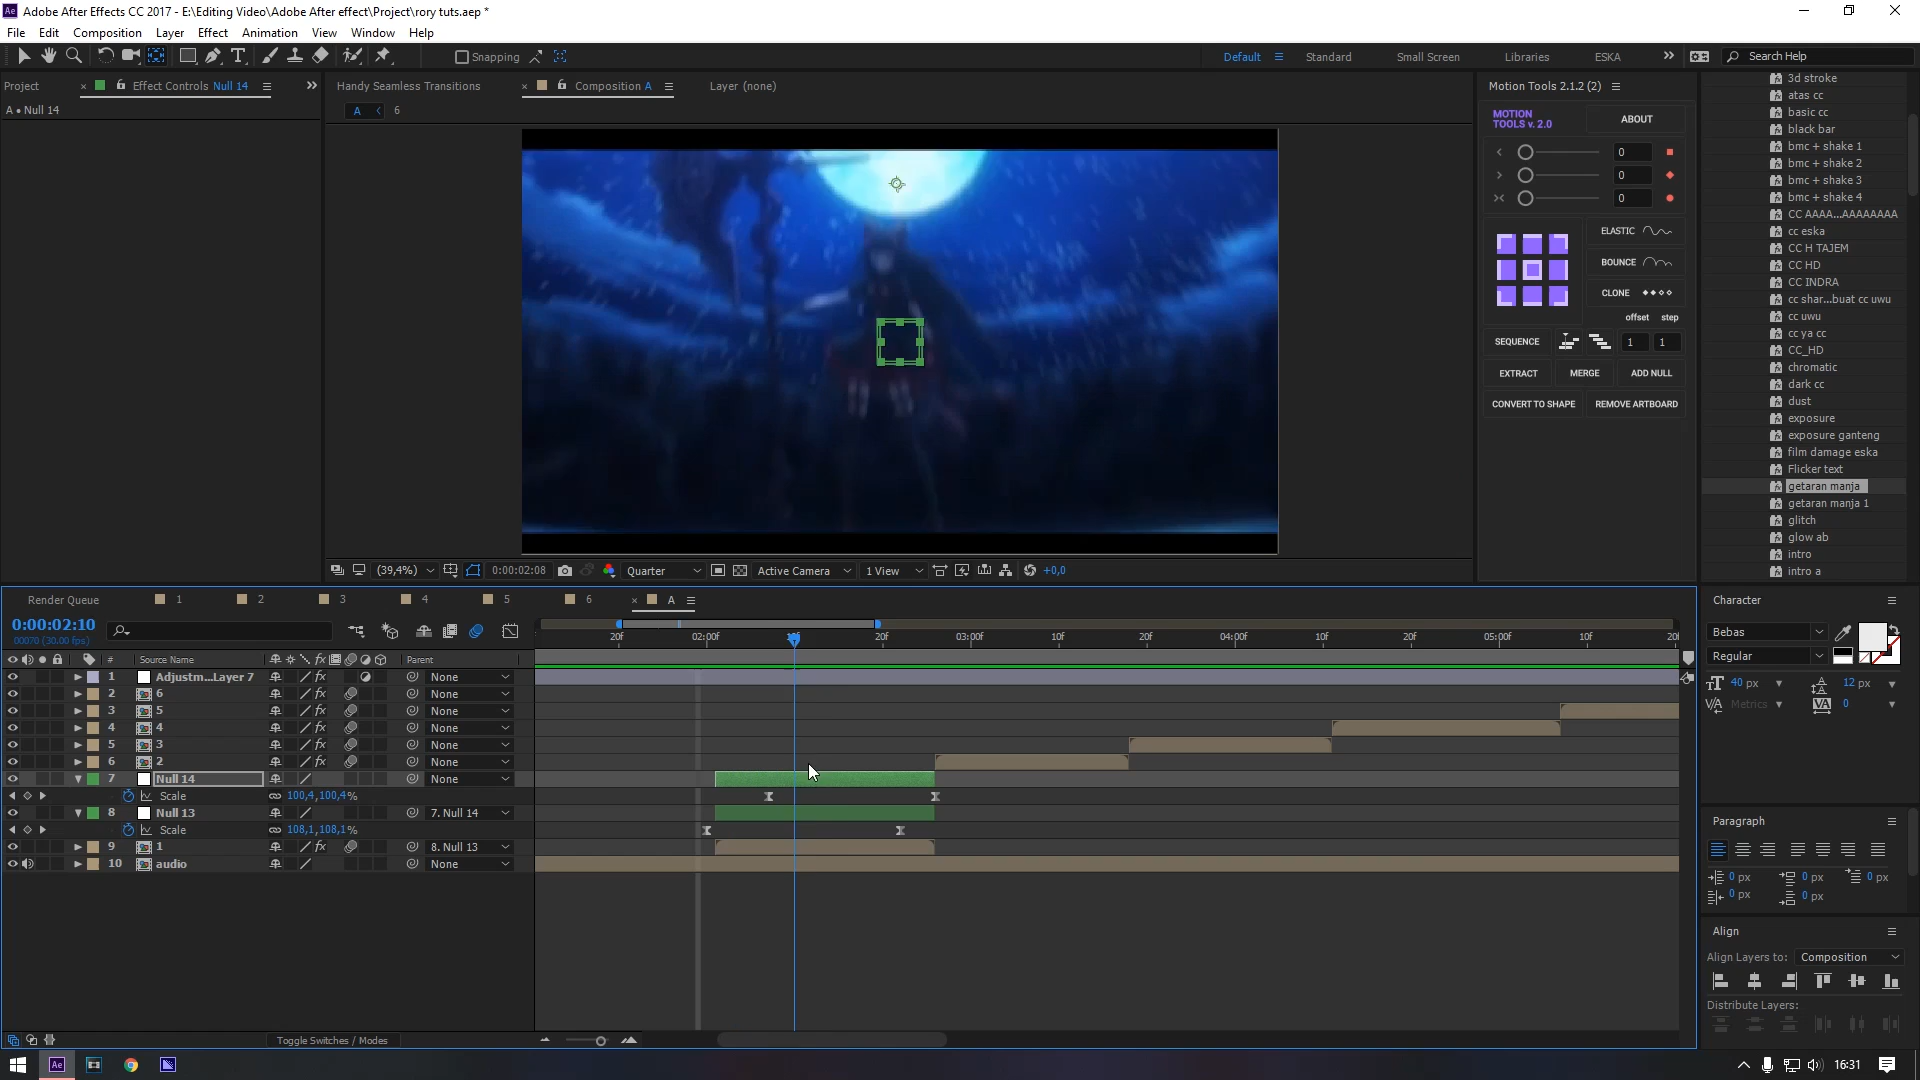 Adobe After Effects CC 2017 - E:\Editing Video\Adobe After effect\Project\rory tuts.aep *
File Edit Composition Layer Effect Animation View Window Help
Snapping
Default Standard Small Screen Libraries ESKA Search Help
Project Effect Controls Null 14
A • Null 14
Handy Seamless Transitions Composition A Layer (none)
A 6
(39,4%) 0:00:02:08 Quarter Active Camera 1 View +0,0
Motion Tools 2.1.2 (2)
MOTION TOOLS v. 2.0 ABOUT
0
0
0
ELASTIC
BOUNCE
CLONE
offset step
SEQUENCE 1 1
EXTRACT MERGE ADD NULL
CONVERT TO SHAPE REMOVE ARTBOARD
3d stroke
atas cc
basic cc
black bar
bmc + shake 1
bmc + shake 2
bmc + shake 3
bmc + shake 4
CC AAAA...AAAAAAAA
cc eska
CC H TAJEM
CC HD
CC INDRA
cc shar...buat cc uwu
cc uwu
cc ya cc
CC_HD
chromatic
dark cc
dust
exposure
exposure ganteng
film damage eska
Flicker text
getaran manja
getaran manja 1
glitch
glow ab
intro
intro a
Render Queue 1 2 3 4 5 6 A
0:00:02:10
00070 (30.00 fps)
20f 02:00f 20f 03:00f 10f 20f 04:00f 10f 20f 05:00f 10f
# Source Name fx Parent
1 Adjustm...Layer 7 fx None
2 6 fx None
3 5 fx None
4 4 fx None
5 3 fx None
6 2 fx None
7 Null 14 None
Scale 100,4,100,4%
8 Null 13 7. Null 14
Scale 108,1,108,1%
9 1 fx 8. Null 13
10 audio None
Toggle Switches / Modes
Character
Bebas
Regular
40 px 12 px
Metrics 0
Paragraph
0 px 0 px 0 px
0 px 0 px
Align
Align Layers to: Composition
Distribute Layers:
Ae 16:31